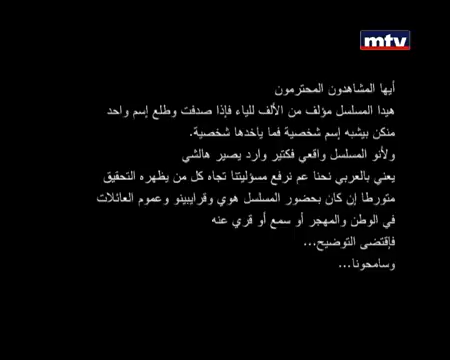 mtv
أيها المشاهدون المحترمون
هيدا المسلسل مؤلف من الألف للياء فإذا صدفت وطلع إسم واحد
منكن بيشبه إسم شخصية فما ياخدها شخصية.
ولأنو المسلسل واقعي فكتير وارد يصير هالشي
يعني بالعربي نحنا عم نرفع مسؤليتنا تجاه كل من يظهره التحقيق
متورطا إن كان بحضور المسلسل هوي وقرايبينو وعموم العائلات
في الوطن والمهجر أو سمع أو قري عنه
فإقتضى التوضيح...
وسامحونا...